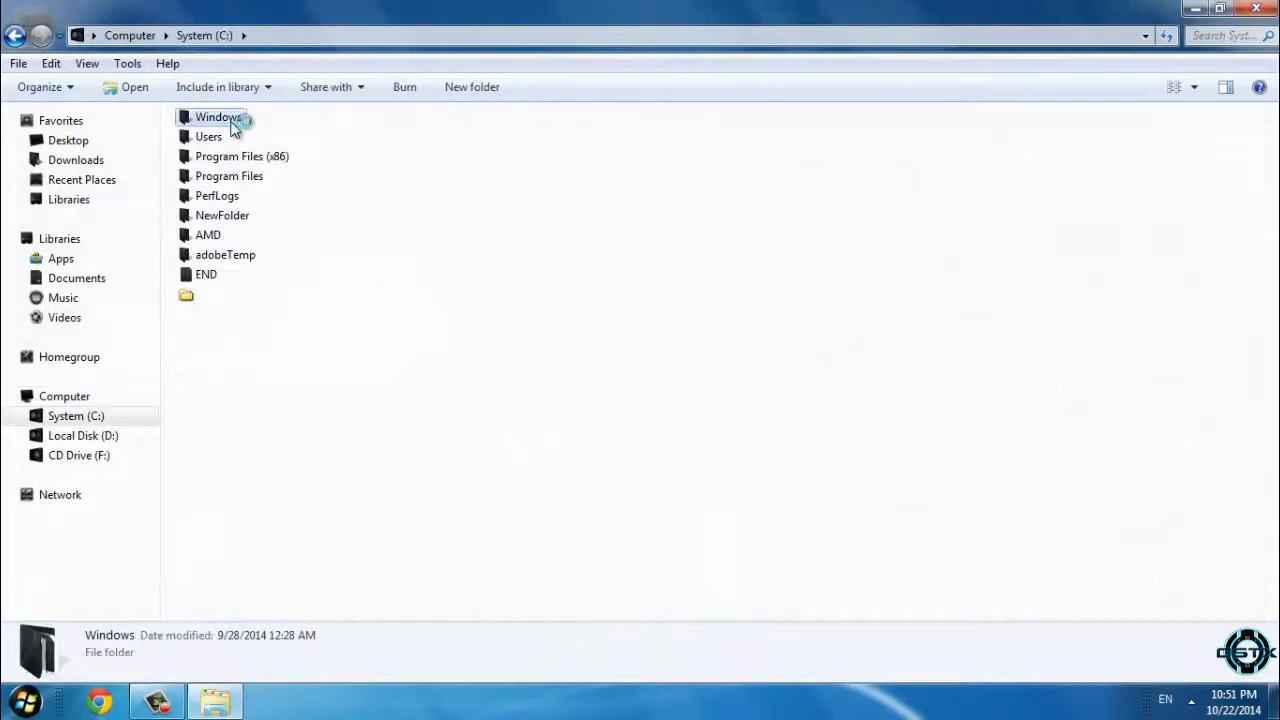 Computer System (C:) Search Syst...
File Edit View Tools Help
Organize Open Include in library Share with Burn New folder
Favorites
Desktop
Downloads
Recent Places
Libraries
Libraries
Apps
Documents
Music
Videos
Homegroup
Computer
System (C:)
Local Disk (D:)
CD Drive (F:)
Network
Windows
Users
Program Files (x86)
Program Files
PerfLogs
NewFolder
AMD
adobeTemp
END
Windows Date modified: 9/28/2014 12:28 AM
File folder
EN 10:51 PM
10/22/2014